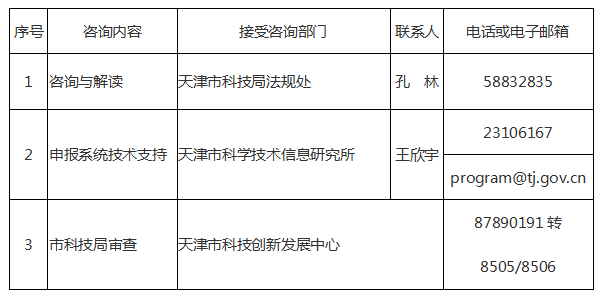 序号 咨询内容 接受咨询部门 联系人 电话或电子邮箱
1 咨询与解读 天津市科技局法规处 孔　林 58832835
2 申报系统技术支持 天津市科学技术信息研究所 王欣宇 23106167
program@tj.gov.cn
3 市科技局审查 天津市科技创新发展中心 87890191 转
8505/8506